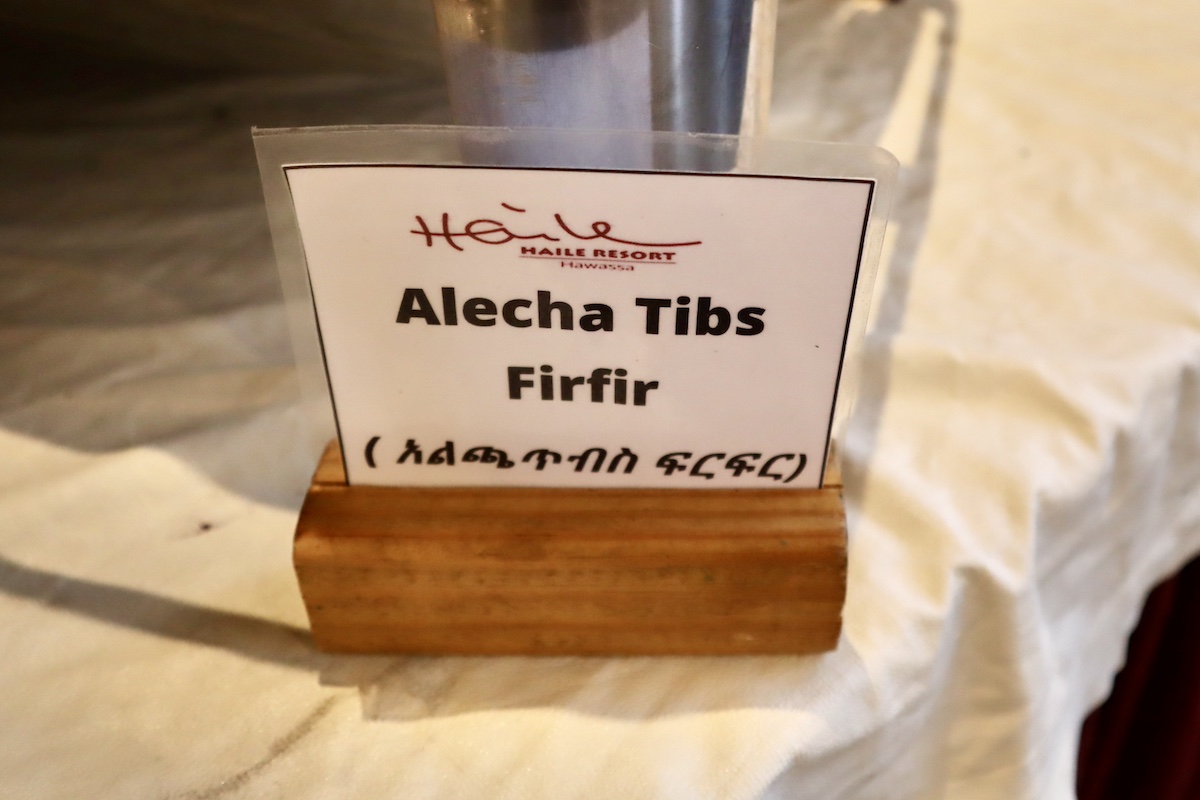 Haile
HAILE RESORT
Hawassa
Alecha Tibs
Firfir
( አልጫጥብስ ፍርፍር)